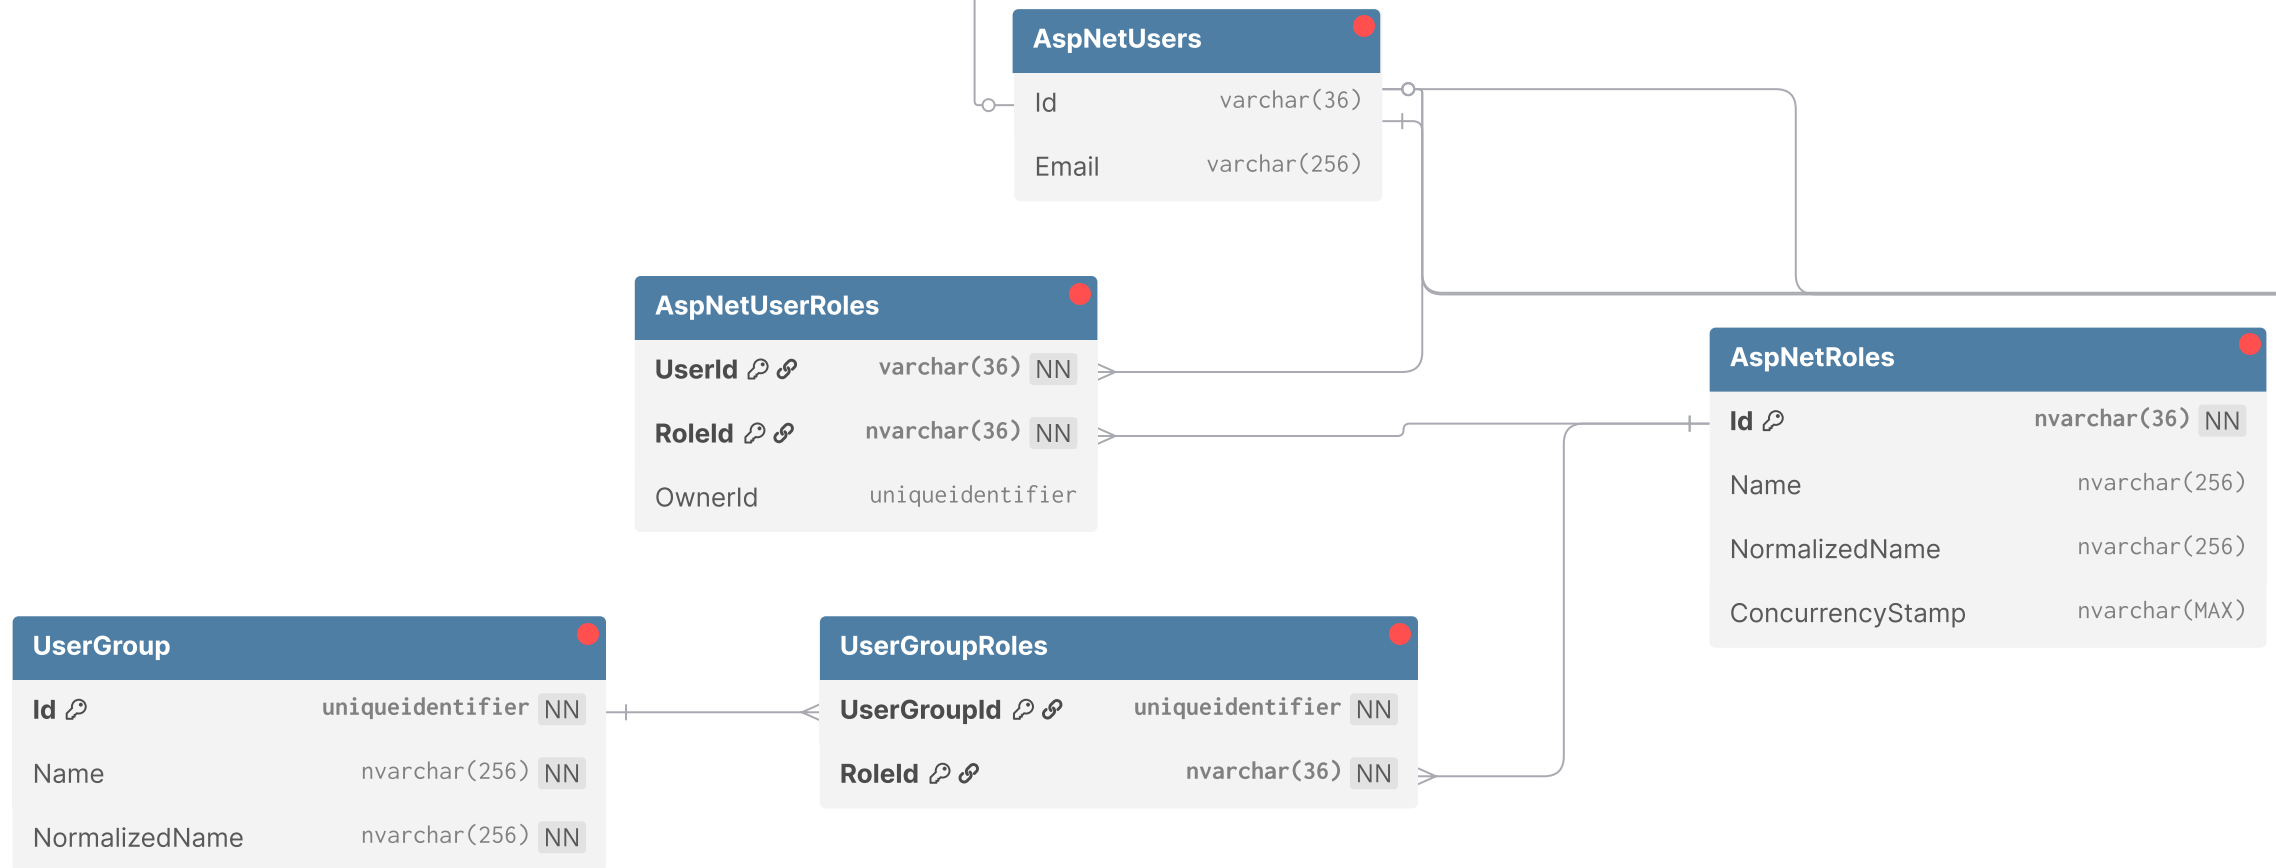 AspNetUsers
Id varchar(36)
Email varchar(256)
AspNetUserRoles
UserId varchar(36) NN
RoleId nvarchar(36) NN
OwnerId uniqueidentifier
AspNetRoles
Id nvarchar(36) NN
Name nvarchar(256)
NormalizedName nvarchar(256)
ConcurrencyStamp nvarchar(MAX)
UserGroup
Id uniqueidentifier NN
Name nvarchar(256) NN
NormalizedName nvarchar(256) NN
UserGroupRoles
UserGroupId uniqueidentifier NN
RoleId nvarchar(36) NN